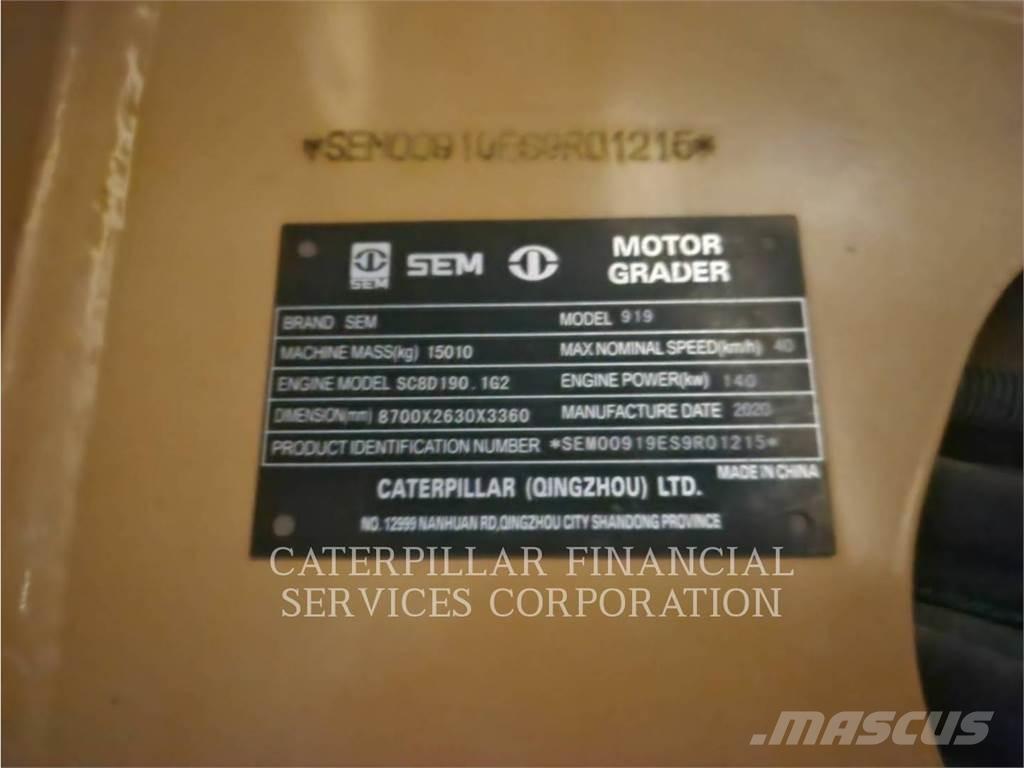 *SEM00919ES9R01215*
SEM SEM MOTOR
GRADER
BRAND SEM MODEL 919
MACHINE MASS(kg) 15010 MAX NOMINAL SPEED(km/h) 40
ENGINE MODEL SC8D190.1G2 ENGINE POWER(kw) 140
DIMENSION(mm) 8700X2630X3360 MANUFACTURE DATE 2020
PRODUCT IDENTIFICATION NUMBER *SEM00919ES9R01215*
MADE IN CHINA
CATERPILLAR (QINGZHOU) LTD.
NO. 12999 NANHUAN RD,QINGZHOU CITY SHANDONG PROVINCE
CATERPILLAR FINANCIAL
SERVICES CORPORATION
MASCUS